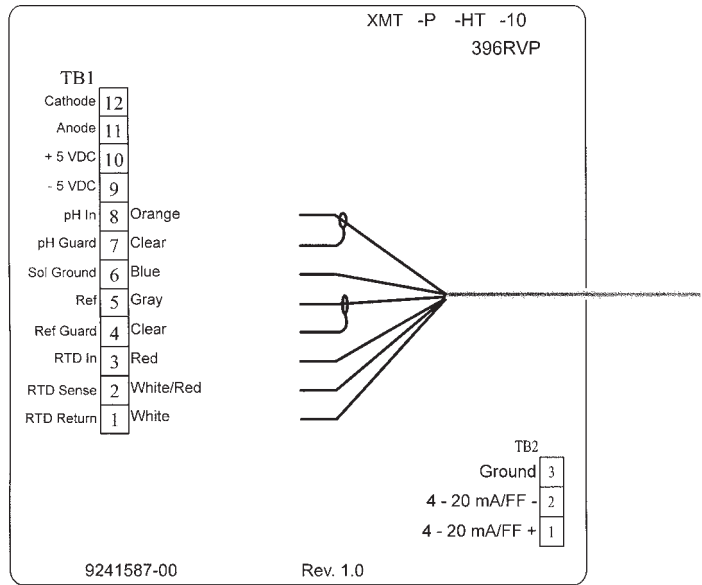 XMT -P -HT -10
396RVP
TB1
Cathode 12
Anode 11
+ 5 VDC 10
- 5 VDC 9
pH In 8 Orange
pH Guard 7 Clear
Sol Ground 6 Blue
Ref 5 Gray
Ref Guard 4 Clear
RTD In 3 Red
RTD Sense 2 White/Red
RTD Return 1 White
TB2
Ground 3
4 - 20 mA/FF - 2
4 - 20 mA/FF + 1
9241587-00 Rev. 1.0